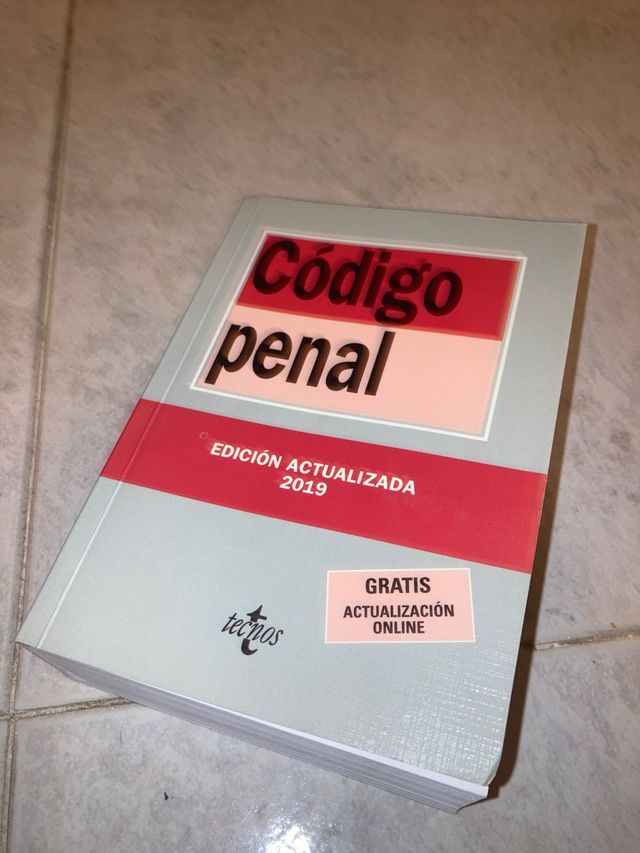 Código
penal
EDICIÓN ACTUALIZADA
2019
GRATIS
ACTUALIZACIÓN
ONLINE
tecnos